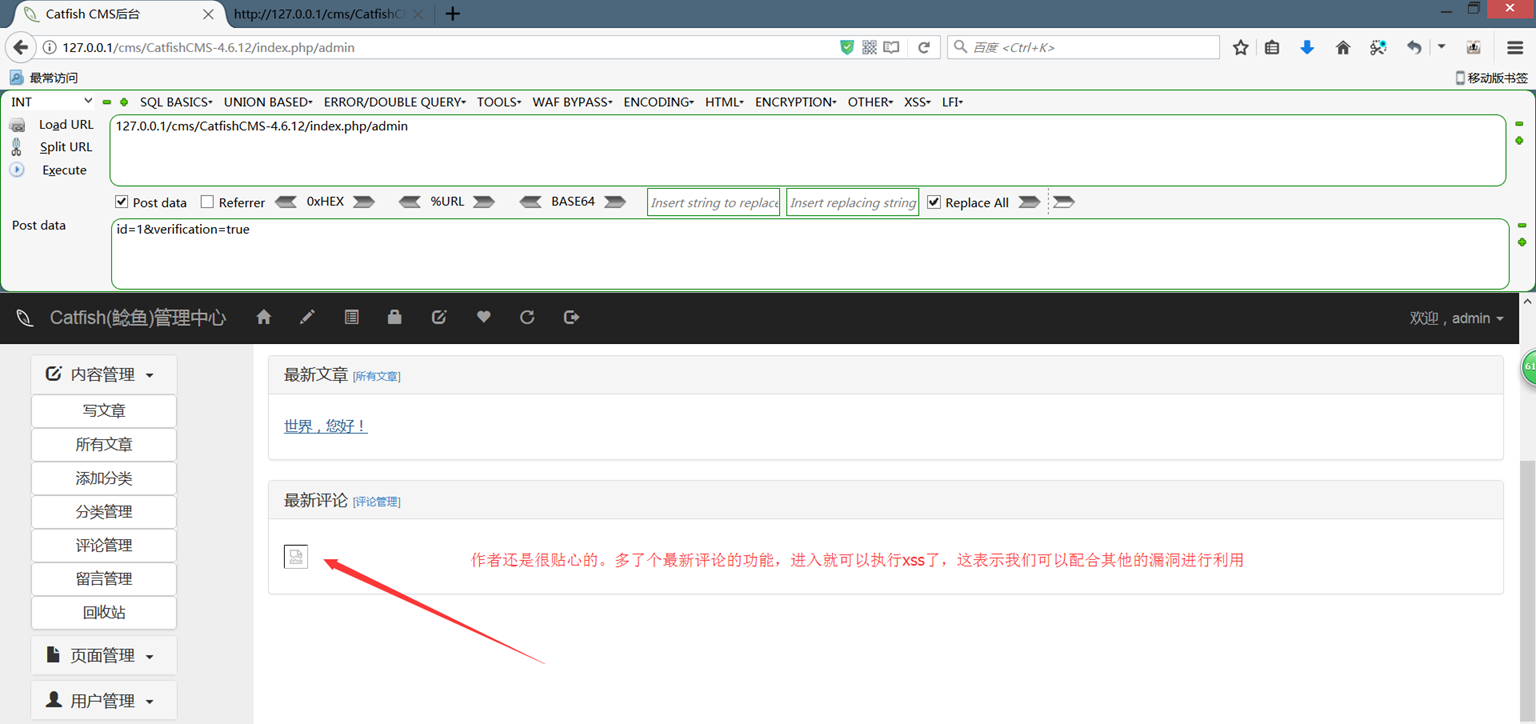 Catfish CMS后台
http://127.0.0.1/cms/CatfishC
127.0.0.1/cms/CatfishCMS-4.6.12/index.php/admin
百度 <Ctrl+K>
最常访问
移动版书签
INT SQL BASICS UNION BASED ERROR/DOUBLE QUERY TOOLS WAF BYPASS ENCODING HTML ENCRYPTION OTHER XSS LFI
Load URL
127.0.0.1/cms/CatfishCMS-4.6.12/index.php/admin
Split URL
Execute
Post data Referrer 0xHEX %URL BASE64 Insert string to replace Insert replacing string Replace All
Post data
id=1&verification=true
Catfish(鲶鱼)管理中心
欢迎，admin
内容管理
写文章
所有文章
添加分类
分类管理
评论管理
留言管理
回收站
页面管理
用户管理
最新文章 [所有文章]
世界，您好！
最新评论 [评论管理]
作者还是很贴心的。多了个最新评论的功能，进入就可以执行xss了，这表示我们可以配合其他的漏洞进行利用
61